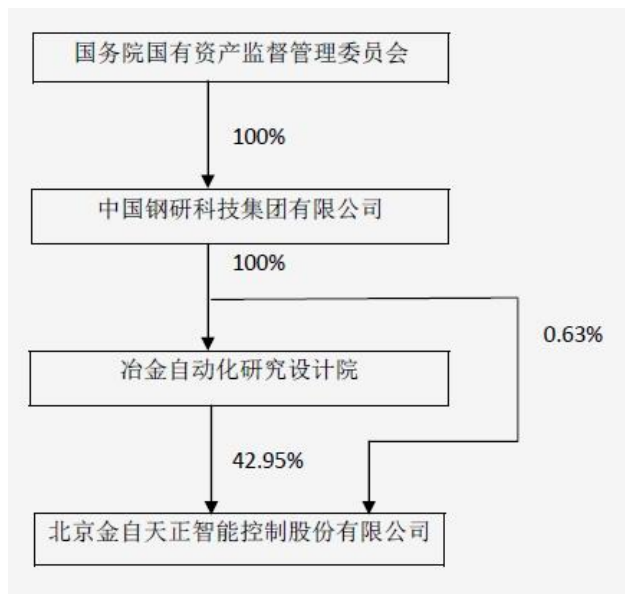 国务院国有资产监督管理委员会
100%
中国钢研科技集团有限公司
100%
0.63%
冶金自动化研究设计院
42.95%
北京金自天正智能控制股份有限公司